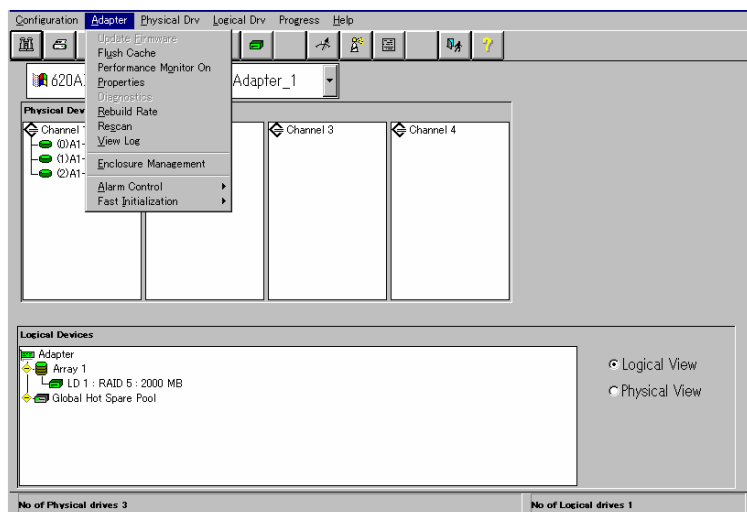 Configuration Adapter Physical Drv Logical Drv Progress Help
Update Firmware
Flush Cache
Performance Monitor On
Properties
Diagnostics
Rebuild Rate
Rescan
View Log
Enclosure Management
Alarm Control
Fast Initialization
620A
Adapter_1
Physical Dev
Channel
(0)A1-
(1)A1-
(2)A1-
Channel 3
Channel 4
Logical Devices
Adapter
Array 1
LD 1 : RAID 5 : 2000 MB
Global Hot Spare Pool
Logical View
Physical View
No of Physical drives 3
No of Logical drives 1